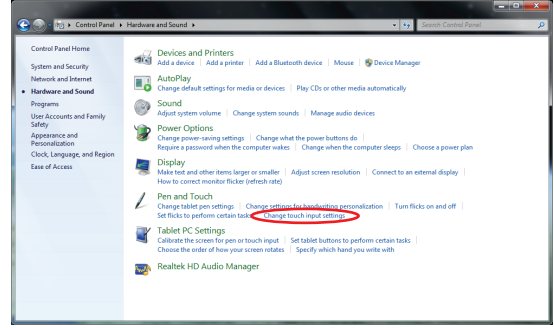 Control Panel ▸ Hardware and Sound ▸
Search Control Panel
Control Panel Home
System and Security
Network and Internet
Hardware and Sound
Programs
User Accounts and Family
Safety
Appearance and
Personalization
Clock, Language, and Region
Ease of Access
Devices and Printers
Add a device | Add a printer | Add a Bluetooth device | Mouse | Device Manager
AutoPlay
Change default settings for media or devices | Play CDs or other media automatically
Sound
Adjust system volume | Change system sounds | Manage audio devices
Power Options
Change power-saving settings | Change what the power buttons do |
Require a password when the computer wakes | Change when the computer sleeps | Choose a power plan
Display
Make text and other items larger or smaller | Adjust screen resolution | Connect to an external display |
How to correct monitor flicker (refresh rate)
Pen and Touch
Change tablet pen settings | Change settings for handwriting personalization | Turn flicks on and off |
Set flicks to perform certain tasks | Change touch input settings
Tablet PC Settings
Calibrate the screen for pen or touch input | Set tablet buttons to perform certain tasks |
Choose the order of how your screen rotates | Specify which hand you write with
Realtek HD Audio Manager